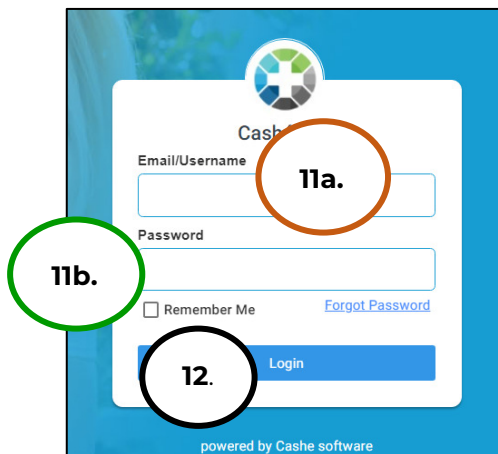 Email/Username
11a.
Password
11b.
Remember Me Forgot Password
12.
Login
powered by Cashe software